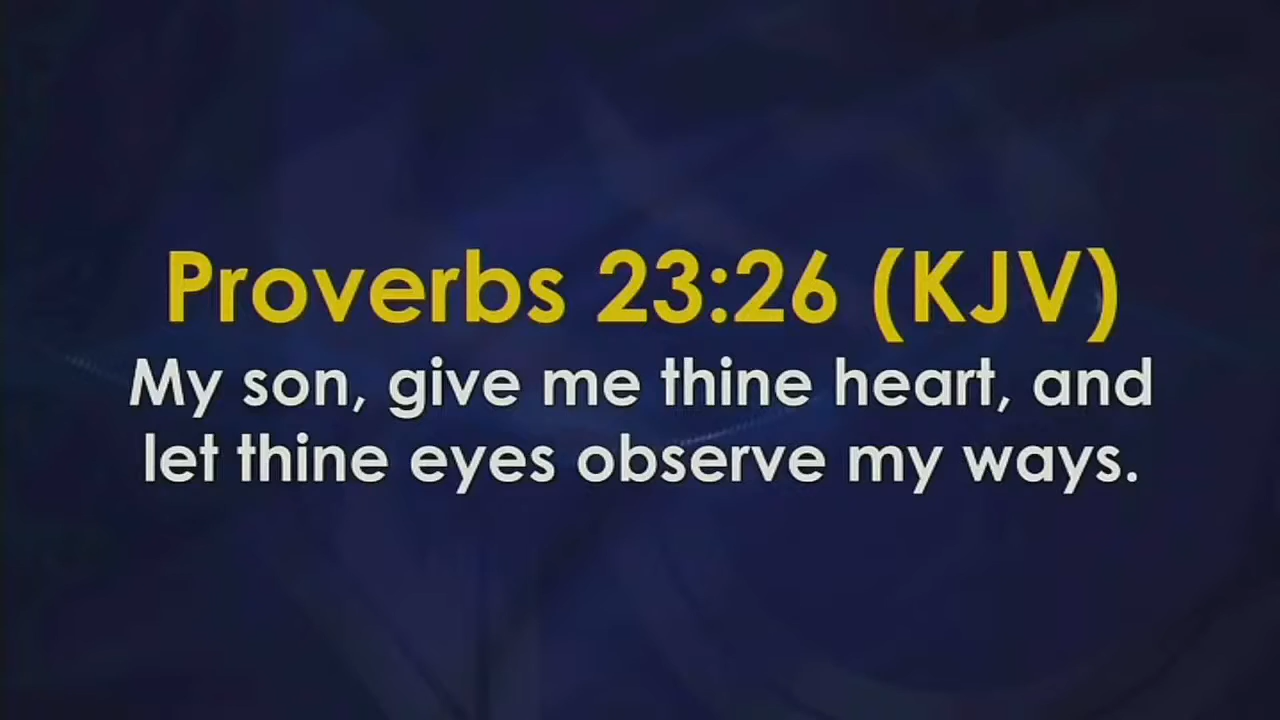 Proverbs 23:26 (KJV)
My son, give me thine heart, and
let thine eyes observe my ways.